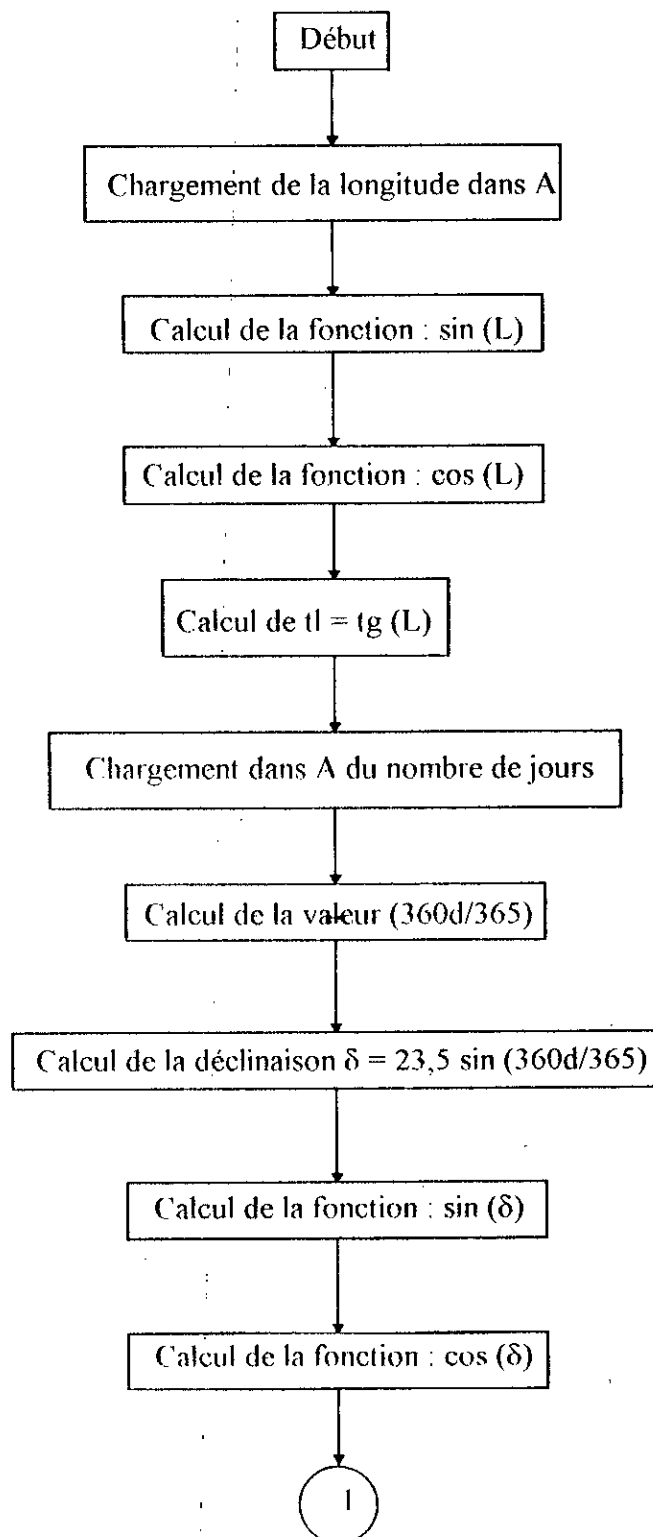 Début
Chargement de la longitude dans A
Calcul de la fonction : sin (L)
Calcul de la fonction : cos (L)
Calcul de tl = tg (L)
Chargement dans A du nombre de jours
Calcul de la valeur (360d/365)
Calcul de la déclinaison δ = 23,5 sin (360d/365)
Calcul de la fonction : sin (δ)
Calcul de la fonction : cos (δ)
1